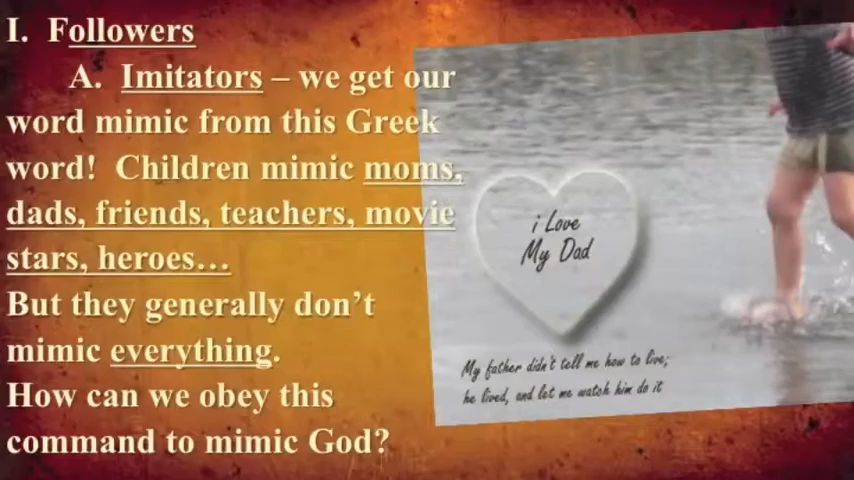 I. Followers
A. Imitators – we get our
word mimic from this Greek
word! Children mimic moms,
dads, friends, teachers, movie
stars, heroes…
But they generally don’t
mimic everything.
How can we obey this
command to mimic God?
i Love
My Dad
My father didn't tell me how to live;
he lived, and let me watch him do it